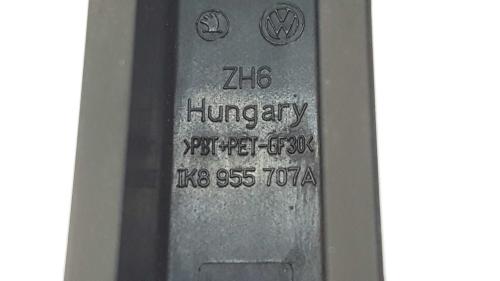 ZH6
Hungary
>PBT+PET-GF30<
1K8 955 707A